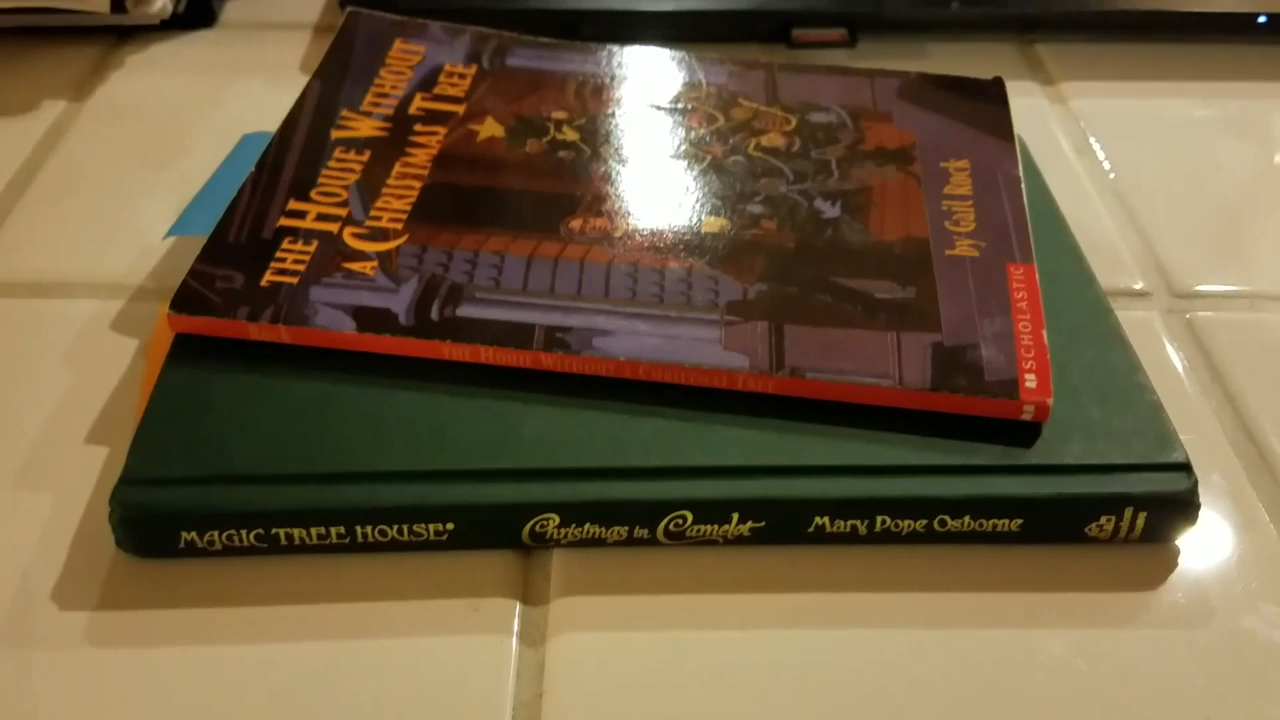 THE HOUSE WITHOUT
A CHRISTMAS TREE
by Gail Rock
SCHOLASTIC
THE HOUSE WITHOUT A CHRISTMAS TREE
MAGIC TREE HOUSE®
Christmas in Camelot
Mary Pope Osborne